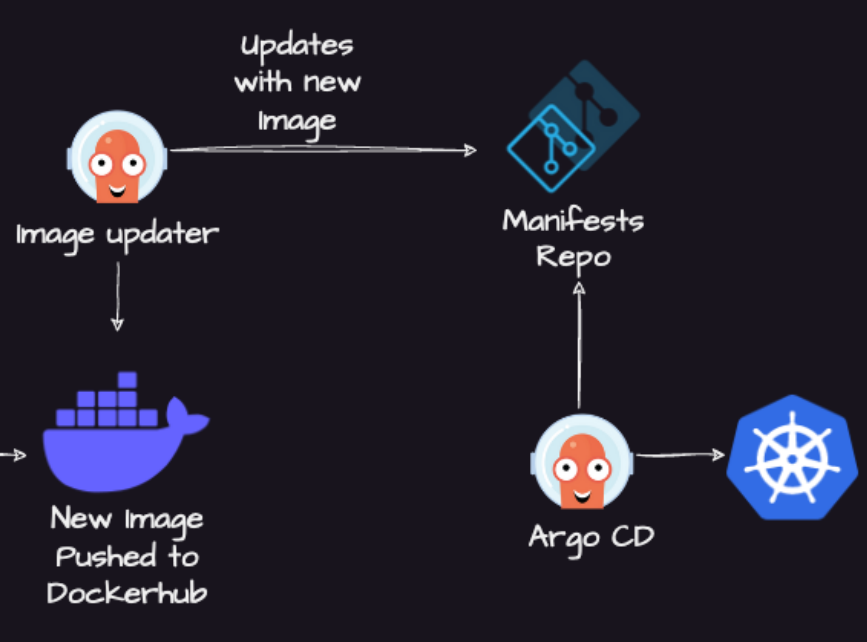 Updates
with new
Image
Image updater
Manifests
Repo
New Image
Pushed to
Dockerhub
Argo CD